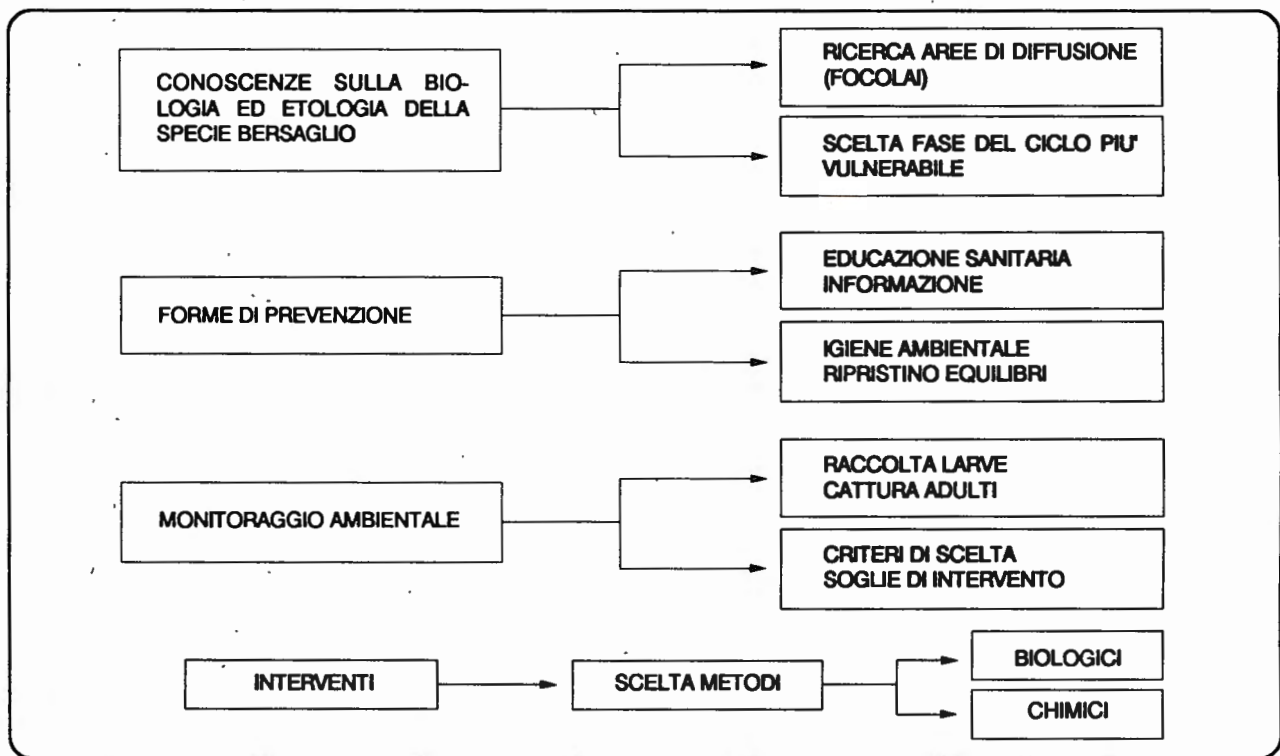 CONOSCENZE SULLA BIO-
LOGIA ED ETOLOGIA DELLA
SPECIE BERSAGLIO
RICERCA AREE DI DIFFUSIONE
(FOCOLAI)
SCELTA FASE DEL CICLO PIU'
VULNERABILE
FORME DI PREVENZIONE
EDUCAZIONE SANITARIA
INFORMAZIONE
IGIENE AMBIENTALE
RIPRISTINO EQUILIBRI
MONITORAGGIO AMBIENTALE
RACCOLTA LARVE
CATTURA ADULTI
CRITERI DI SCELTA
SOGLIE DI INTERVENTO
INTERVENTI
SCELTA METODI
BIOLOGICI
CHIMICI